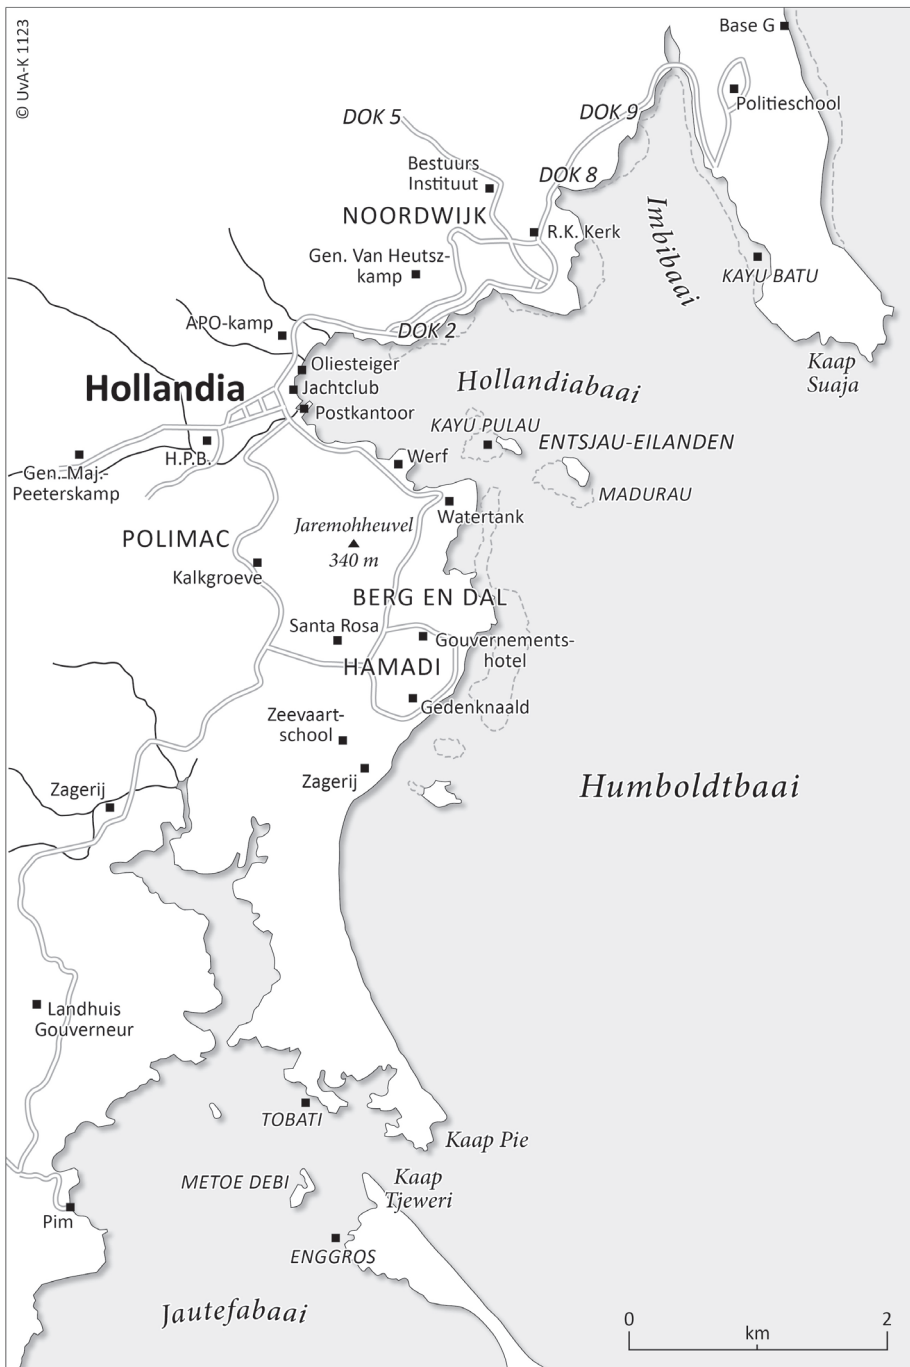 © UvA-K 1123
Base G
Politieschool
DOK 5
DOK 9
Bestuurs
Instituut
DOK 8
NOORDWIJK
R.K. Kerk
Imbibaai
Gen. Van Heutsz-
kamp
KAYU BATU
APO-kamp
DOK 2
Kaap
Suaja
Oliesteiger
Hollandia
Jachtclub
Hollandiabaai
Postkantoor
KAYU PULAU
ENTSJAU-EILANDEN
H.P.B.
Werf
Gen. Maj.-
Peeterskamp
MADURAU
Watertank
Jaremohheuvel
340 m
POLIMAC
Kalkgroeve
BERG EN DAL
Santa Rosa
Gouvernements-
hotel
HAMADI
Gedenknaald
Zeevaart-
school
Zagerij
Humboldtbaai
Zagerij
Landhuis
Gouverneur
TOBATI
Kaap Pie
METOE DEBI
Kaap
Tjeweri
Pim
ENGGROS
Jautefabaai
0
2
km